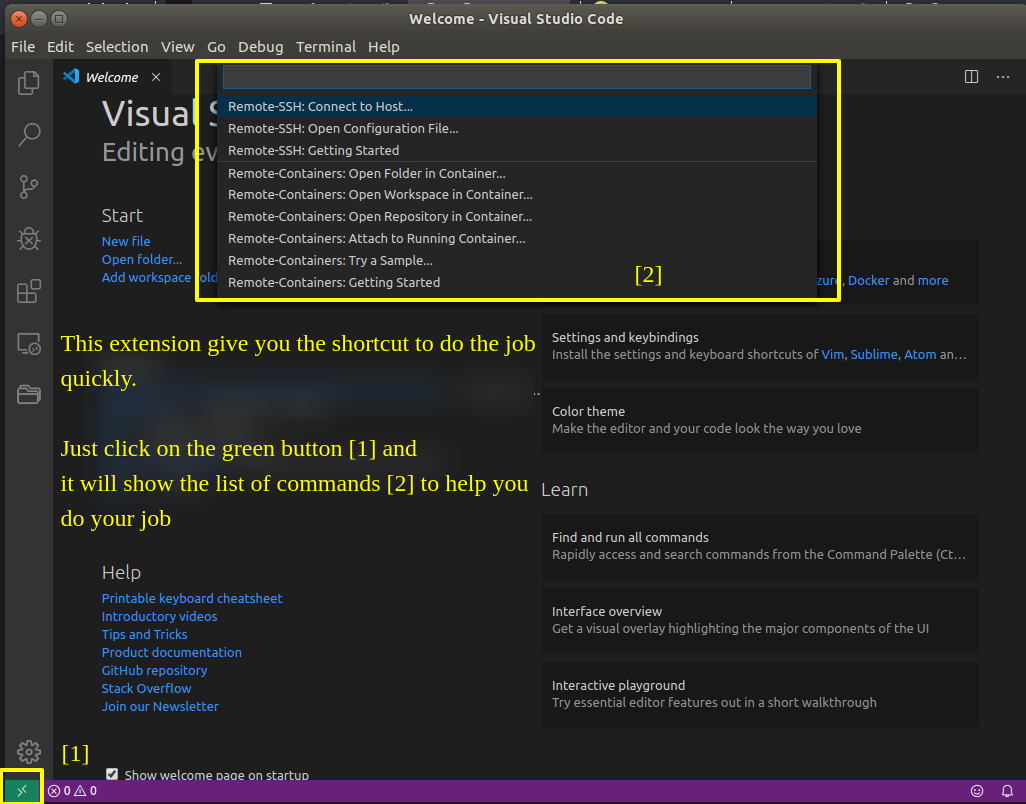 Welcome - Visual Studio Code
File Edit Selection View Go Debug Terminal Help
Welcome
Visual
Editing
Remote-SSH: Connect to Host...
Remote-SSH: Open Configuration File...
Remote-SSH: Getting Started
Remote-Containers: Open Folder in Container...
Remote-Containers: Open Workspace in Container...
Remote-Containers: Open Repository in Container...
Remote-Containers: Attach to Running Container...
Remote-Containers: Try a Sample...
Remote-Containers: Getting Started
[2]
Start
New file
Open folder...
Add workspace
Docker and more
This extension give you the shortcut to do the job
quickly.
Just click on the green button [1] and
it will show the list of commands [2] to help you
do your job
Settings and keybindings
Install the settings and keyboard shortcuts of Vim, Sublime, Atom an...
Color theme
Make the editor and your code look the way you love
Learn
Find and run all commands
Rapidly access and search commands from the Command Palette (Ct...
Interface overview
Get a visual overlay highlighting the major components of the UI
Interactive playground
Try essential editor features out in a short walkthrough
Help
Printable keyboard cheatsheet
Introductory videos
Tips and Tricks
Product documentation
GitHub repository
Stack Overflow
Join our Newsletter
[1]
Show welcome page on startup
0 0